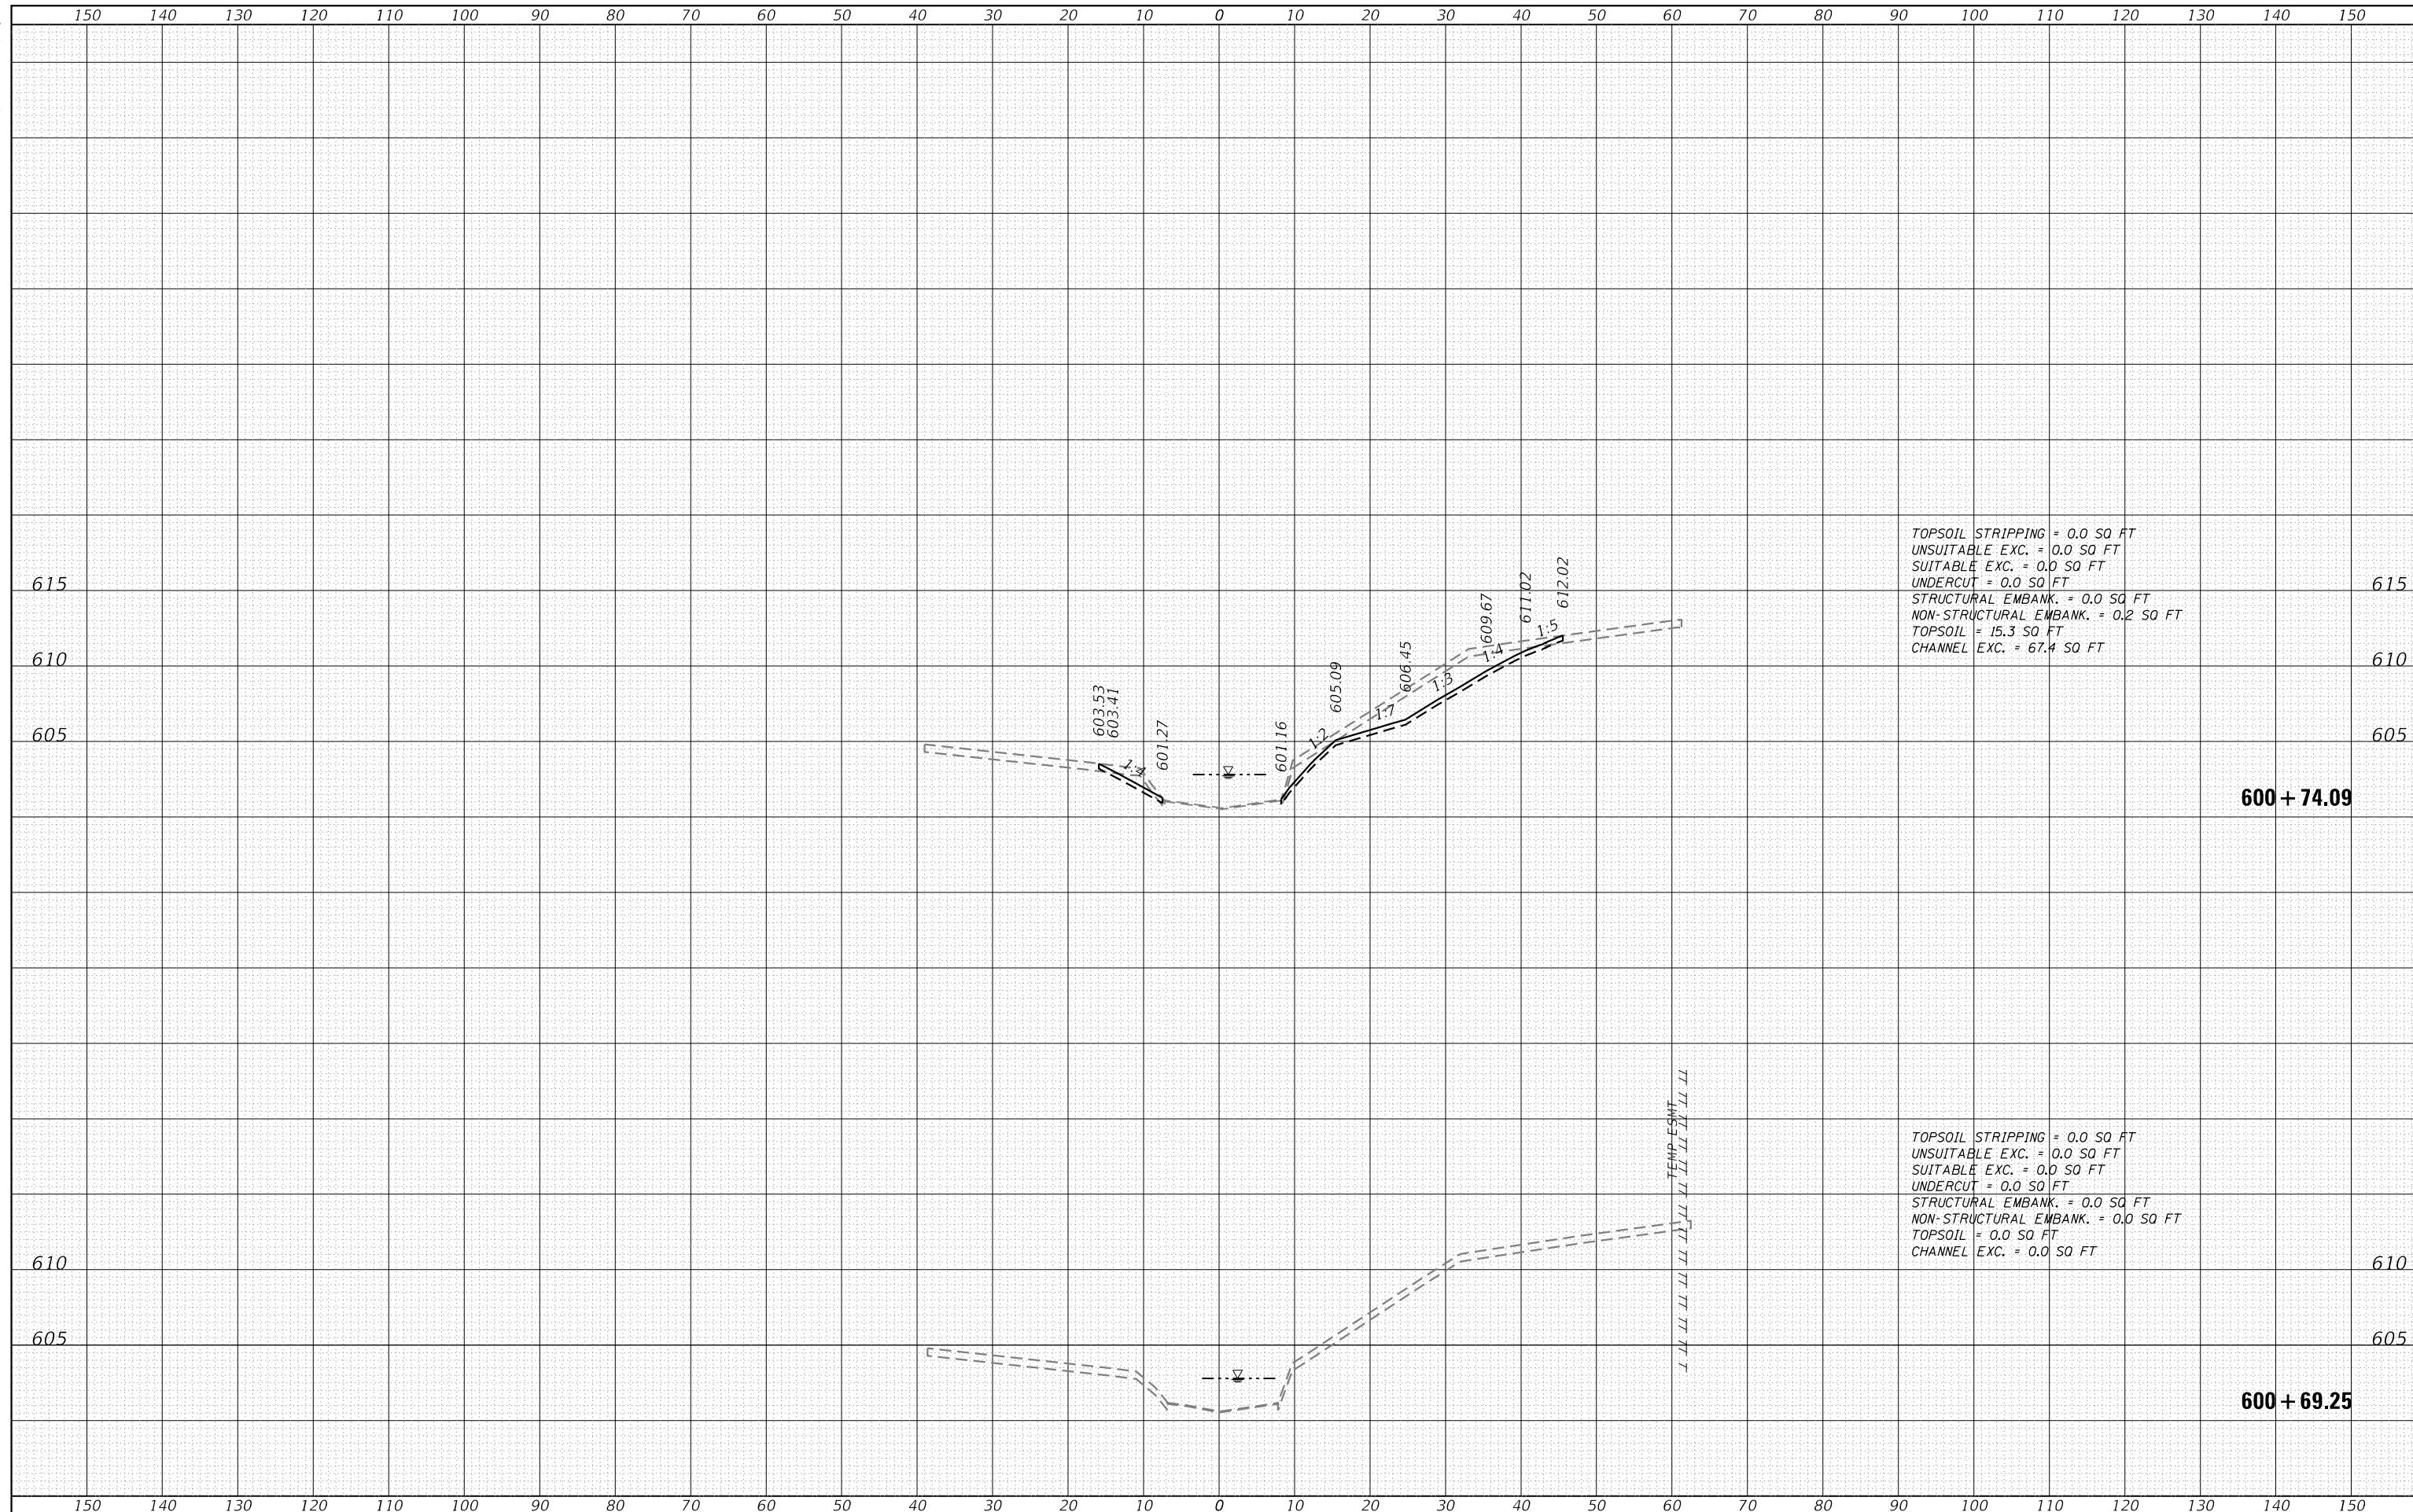 150 140 130 120 110 100 90 80 70 60 50 40 30 20 10 0 10 20 30 40 50 60 70 80 90 100 110 120 130 140 150
TOPSOIL STRIPPING = 0.0 SQ FT
UNSUITABLE EXC. = 0.0 SQ FT
SUITABLE EXC. = 0.0 SQ FT
UNDERCUT = 0.0 SQ FT
STRUCTURAL EMBANK. = 0.0 SQ FT
NON-STRUCTURAL EMBANK. = 0.2 SQ FT
TOPSOIL = 15.3 SQ FT
CHANNEL EXC. = 67.4 SQ FT
615 615
610 610
605 605
603.53
603.41
601.27
601.16
605.09
606.45
609.67
611.02
612.02
1:4
1:2
1:7
1:3
1:4
1:5
600+74.09
TEMP ESMT
TOPSOIL STRIPPING = 0.0 SQ FT
UNSUITABLE EXC. = 0.0 SQ FT
SUITABLE EXC. = 0.0 SQ FT
UNDERCUT = 0.0 SQ FT
STRUCTURAL EMBANK. = 0.0 SQ FT
NON-STRUCTURAL EMBANK. = 0.0 SQ FT
TOPSOIL = 0.0 SQ FT
CHANNEL EXC. = 0.0 SQ FT
610 610
605 605
600+69.25
150 140 130 120 110 100 90 80 70 60 50 40 30 20 10 0 10 20 30 40 50 60 70 80 90 100 110 120 130 140 150